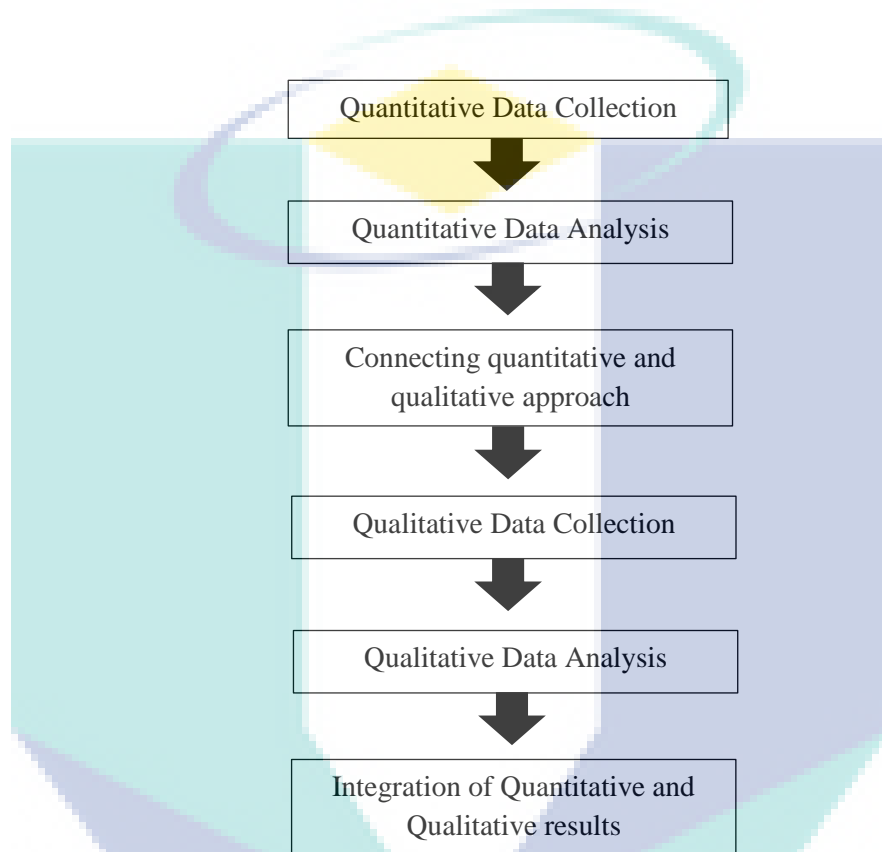 Quantitative Data Collection
Quantitative Data Analysis
Connecting quantitative and
qualitative approach
Qualitative Data Collection
Qualitative Data Analysis
Integration of Quantitative and
Qualitative results